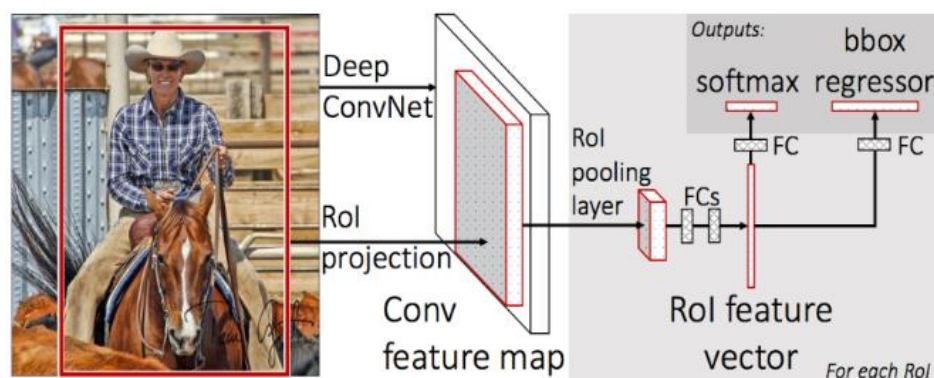 Deep
ConvNet
RoI
projection
Conv
feature map
RoI
pooling
layer
FCs
Outputs:
softmax
bbox
regressor
FC
FC
RoI feature
vector
For each RoI